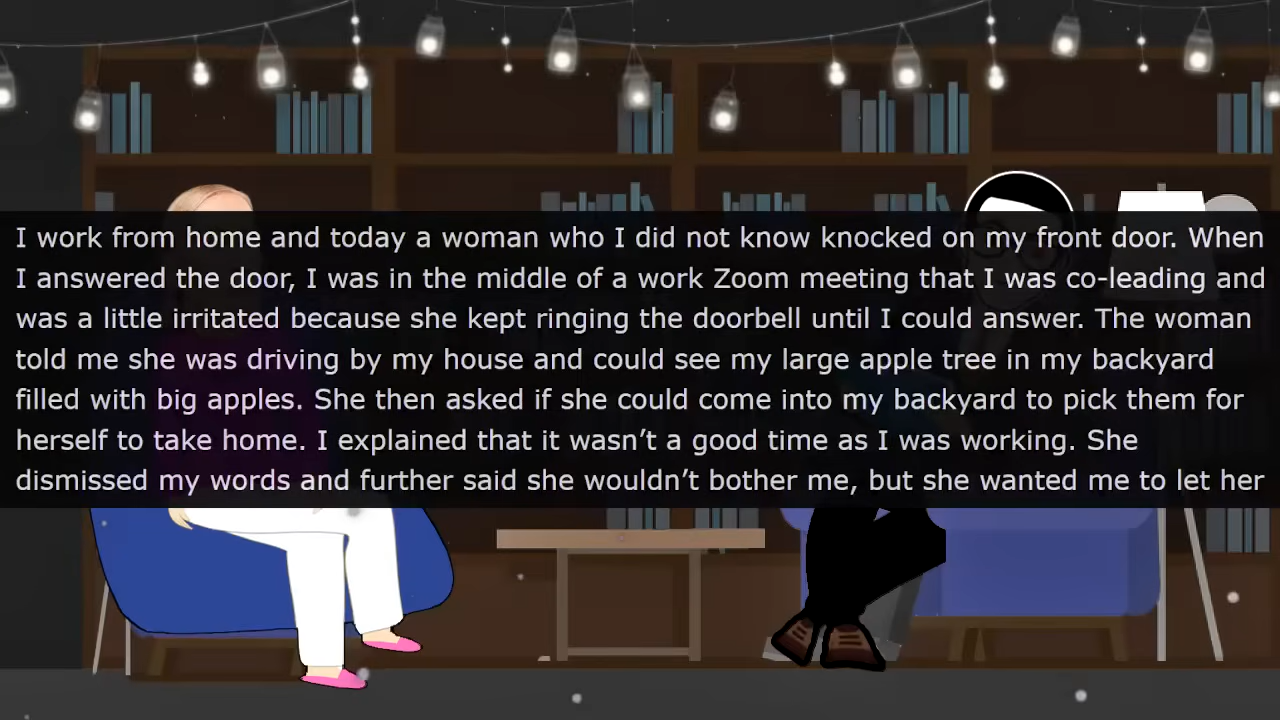 I work from home and today a woman who I did not know knocked on my front door. When
I answered the door, I was in the middle of a work Zoom meeting that I was co-leading and
was a little irritated because she kept ringing the doorbell until I could answer. The woman
told me she was driving by my house and could see my large apple tree in my backyard
filled with big apples. She then asked if she could come into my backyard to pick them for
herself to take home. I explained that it wasn’t a good time as I was working. She
dismissed my words and further said she wouldn’t bother me, but she wanted me to let her